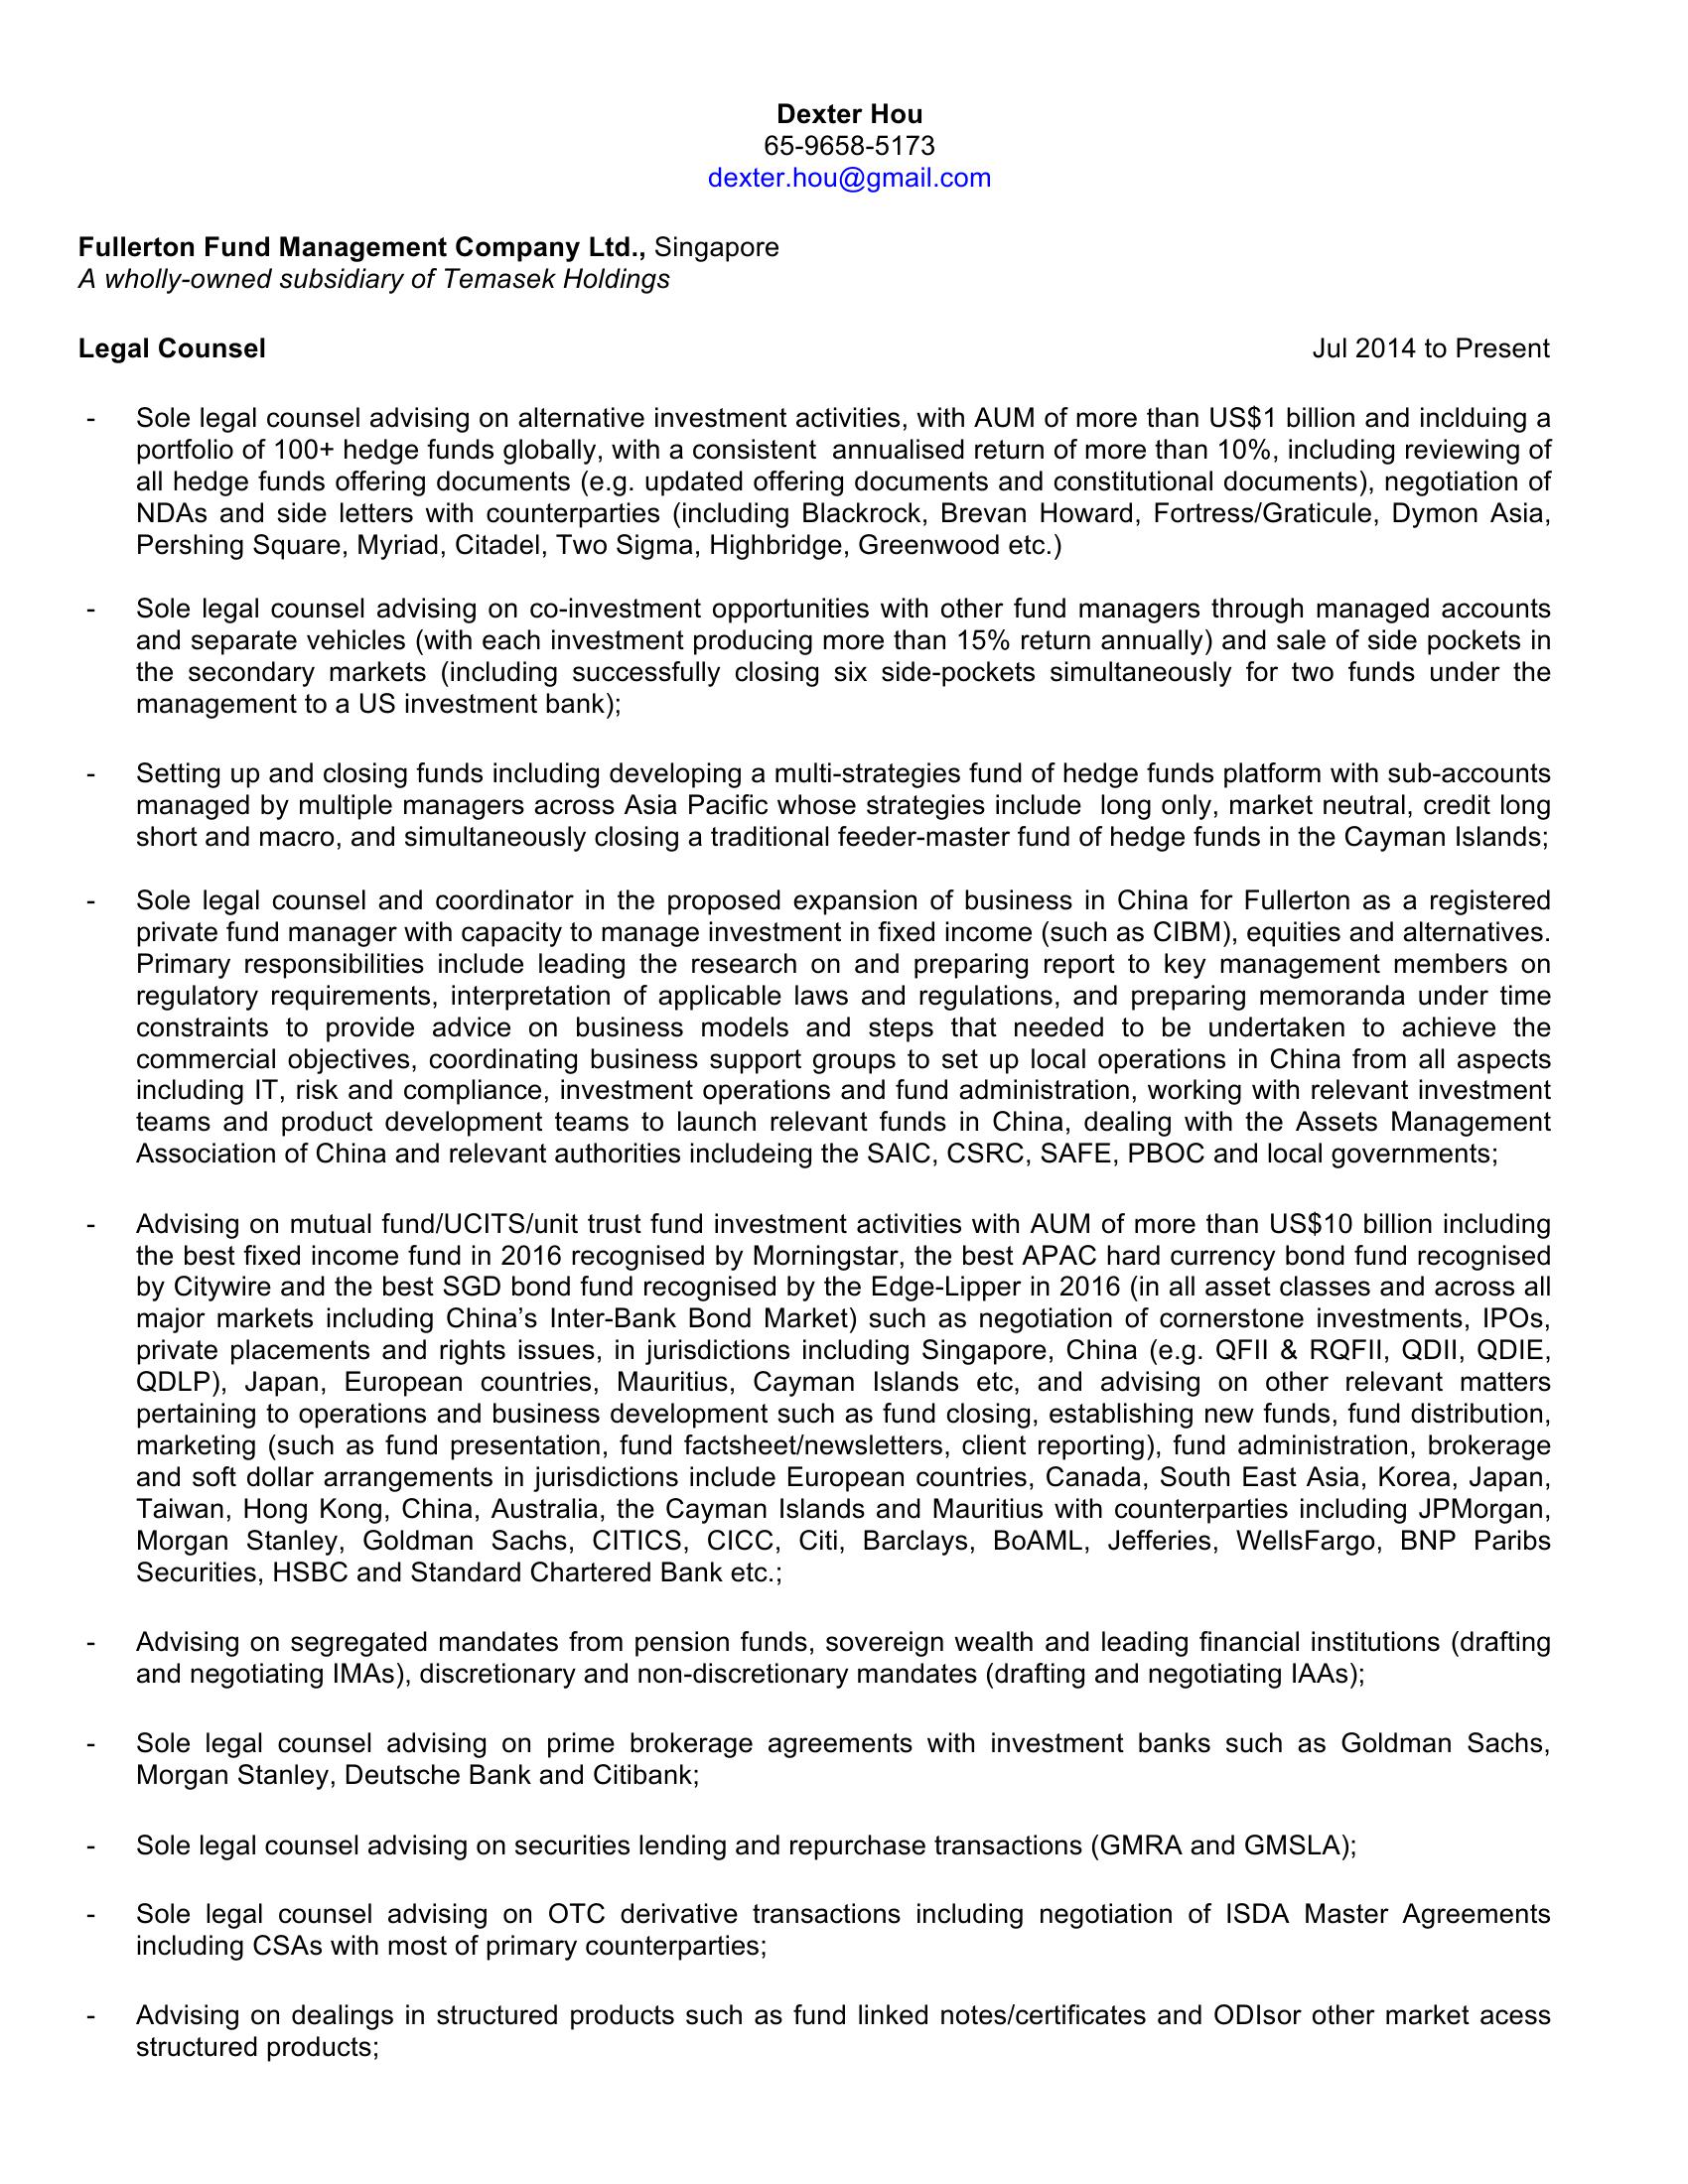 Dexter Hou
65-9658-5173
dexter.hou@gmail.com
Fullerton Fund Management Company Ltd., Singapore
A wholly-owned subsidiary of Temasek Holdings
Legal Counsel Jul 2014 to Present
- Sole legal counsel advising on alternative investment activities, with AUM of more than US$1 billion and inclduing a
portfolio of 100+ hedge funds globally, with a consistent annualised return of more than 10%, including reviewing of
all hedge funds offering documents (e.g. updated offering documents and constitutional documents), negotiation of
NDAs and side letters with counterparties (including Blackrock, Brevan Howard, Fortress/Graticule, Dymon Asia,
Pershing Square, Myriad, Citadel, Two Sigma, Highbridge, Greenwood etc.)
- Sole legal counsel advising on co-investment opportunities with other fund managers through managed accounts
and separate vehicles (with each investment producing more than 15% return annually) and sale of side pockets in
the secondary markets (including successfully closing six side-pockets simultaneously for two funds under the
management to a US investment bank);
- Setting up and closing funds including developing a multi-strategies fund of hedge funds platform with sub-accounts
managed by multiple managers across Asia Pacific whose strategies include long only, market neutral, credit long
short and macro, and simultaneously closing a traditional feeder-master fund of hedge funds in the Cayman Islands;
- Sole legal counsel and coordinator in the proposed expansion of business in China for Fullerton as a registered
private fund manager with capacity to manage investment in fixed income (such as CIBM), equities and alternatives.
Primary responsibilities include leading the research on and preparing report to key management members on
regulatory requirements, interpretation of applicable laws and regulations, and preparing memoranda under time
constraints to provide advice on business models and steps that needed to be undertaken to achieve the
commercial objectives, coordinating business support groups to set up local operations in China from all aspects
including IT, risk and compliance, investment operations and fund administration, working with relevant investment
teams and product development teams to launch relevant funds in China, dealing with the Assets Management
Association of China and relevant authorities includeing the SAIC, CSRC, SAFE, PBOC and local governments;
- Advising on mutual fund/UCITS/unit trust fund investment activities with AUM of more than US$10 billion including
the best fixed income fund in 2016 recognised by Morningstar, the best APAC hard currency bond fund recognised
by Citywire and the best SGD bond fund recognised by the Edge-Lipper in 2016 (in all asset classes and across all
major markets including China’s Inter-Bank Bond Market) such as negotiation of cornerstone investments, IPOs,
private placements and rights issues, in jurisdictions including Singapore, China (e.g. QFII & RQFII, QDII, QDIE,
QDLP), Japan, European countries, Mauritius, Cayman Islands etc, and advising on other relevant matters
pertaining to operations and business development such as fund closing, establishing new funds, fund distribution,
marketing (such as fund presentation, fund factsheet/newsletters, client reporting), fund administration, brokerage
and soft dollar arrangements in jurisdictions include European countries, Canada, South East Asia, Korea, Japan,
Taiwan, Hong Kong, China, Australia, the Cayman Islands and Mauritius with counterparties including JPMorgan,
Morgan Stanley, Goldman Sachs, CITICS, CICC, Citi, Barclays, BoAML, Jefferies, WellsFargo, BNP Paribs
Securities, HSBC and Standard Chartered Bank etc.;
- Advising on segregated mandates from pension funds, sovereign wealth and leading financial institutions (drafting
and negotiating IMAs), discretionary and non-discretionary mandates (drafting and negotiating IAAs);
- Sole legal counsel advising on prime brokerage agreements with investment banks such as Goldman Sachs,
Morgan Stanley, Deutsche Bank and Citibank;
- Sole legal counsel advising on securities lending and repurchase transactions (GMRA and GMSLA);
- Sole legal counsel advising on OTC derivative transactions including negotiation of ISDA Master Agreements
including CSAs with most of primary counterparties;
- Advising on dealings in structured products such as fund linked notes/certificates and ODIsor other market acess
structured products;